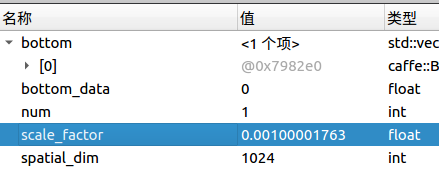 名称 值 类型
bottom <1 个项> std::vec
[0] @0x7982e0 caffe::B
bottom_data 0 float
num 1 int
scale_factor 0.00100001763 float
spatial_dim 1024 int